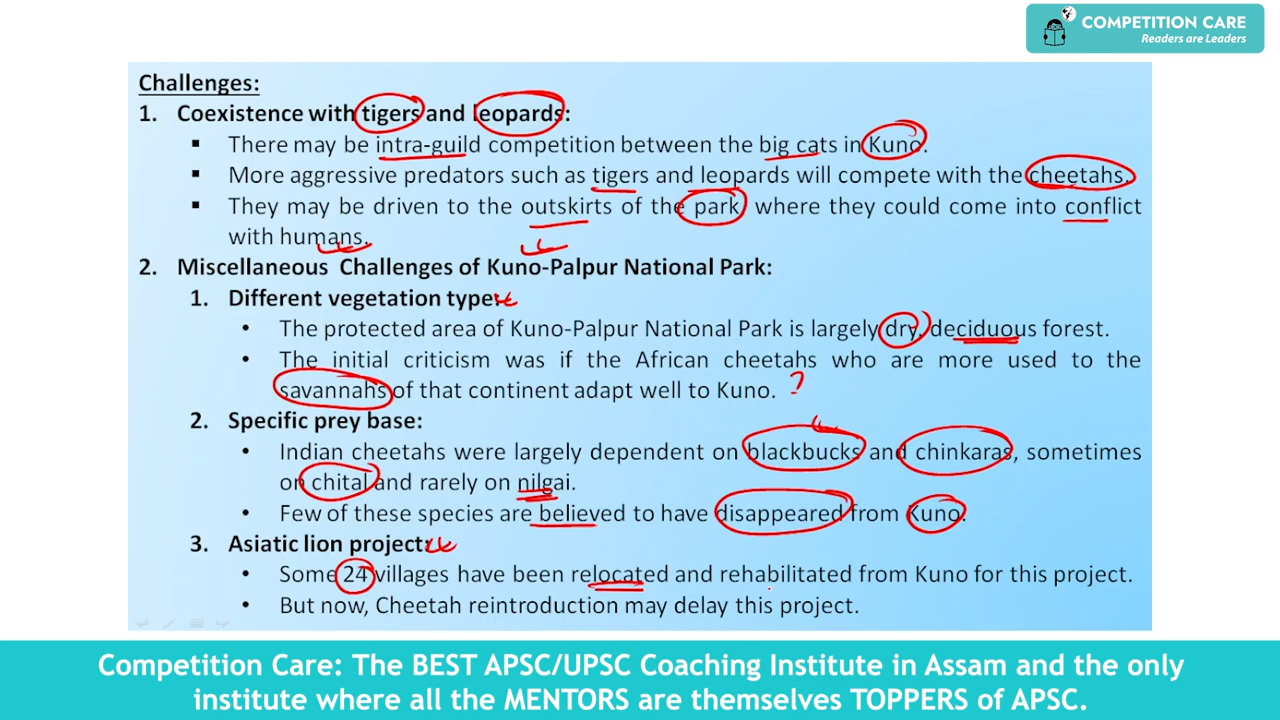 COMPETITION CARE
Readers are Leaders
Challenges:
1. Coexistence with tigers and leopards:
▪ There may be intra-guild competition between the big cats in Kuno.
▪ More aggressive predators such as tigers and leopards will compete with the cheetahs.
▪ They may be driven to the outskirts of the park, where they could come into conflict
with humans.
2. Miscellaneous Challenges of Kuno-Palpur National Park:
1. Different vegetation type:
• The protected area of Kuno-Palpur National Park is largely dry, deciduous forest.
• The initial criticism was if the African cheetahs who are more used to the
savannahs of that continent adapt well to Kuno. ?
2. Specific prey base:
• Indian cheetahs were largely dependent on blackbucks and chinkaras, sometimes
on chital and rarely on nilgai.
• Few of these species are believed to have disappeared from Kuno.
3. Asiatic lion project:
• Some 24 villages have been relocated and rehabilitated from Kuno for this project.
• But now, Cheetah reintroduction may delay this project.
Competition Care: The BEST APSC/UPSC Coaching Institute in Assam and the only
institute where all the MENTORS are themselves TOPPERS of APSC.